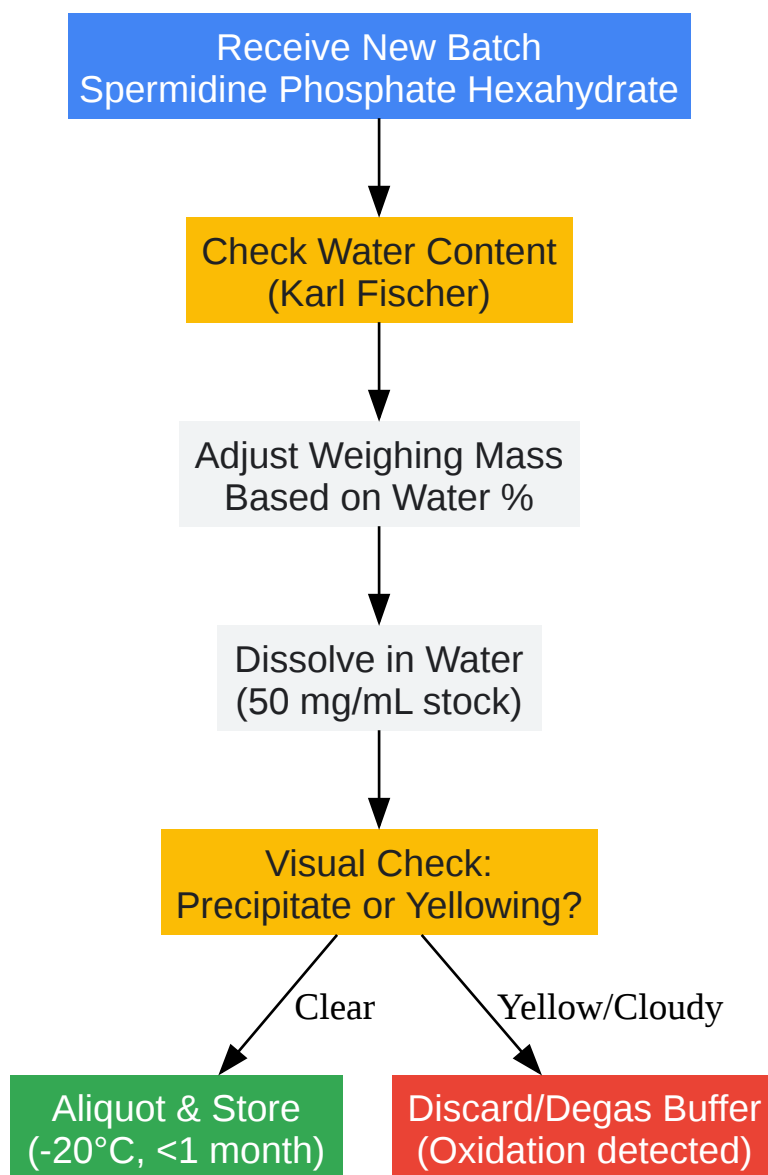 Receive New Batch
Spermidine Phosphate Hexahydrate
Check Water Content
(Karl Fischer)
Adjust Weighing Mass
Based on Water %
Dissolve in Water
(50 mg/mL stock)
Visual Check:
Precipitate or Yellowing?
Clear
Yellow/Cloudy
Aliquot & Store
(-20°C, <1 month)
Discard/Degas Buffer
(Oxidation detected)